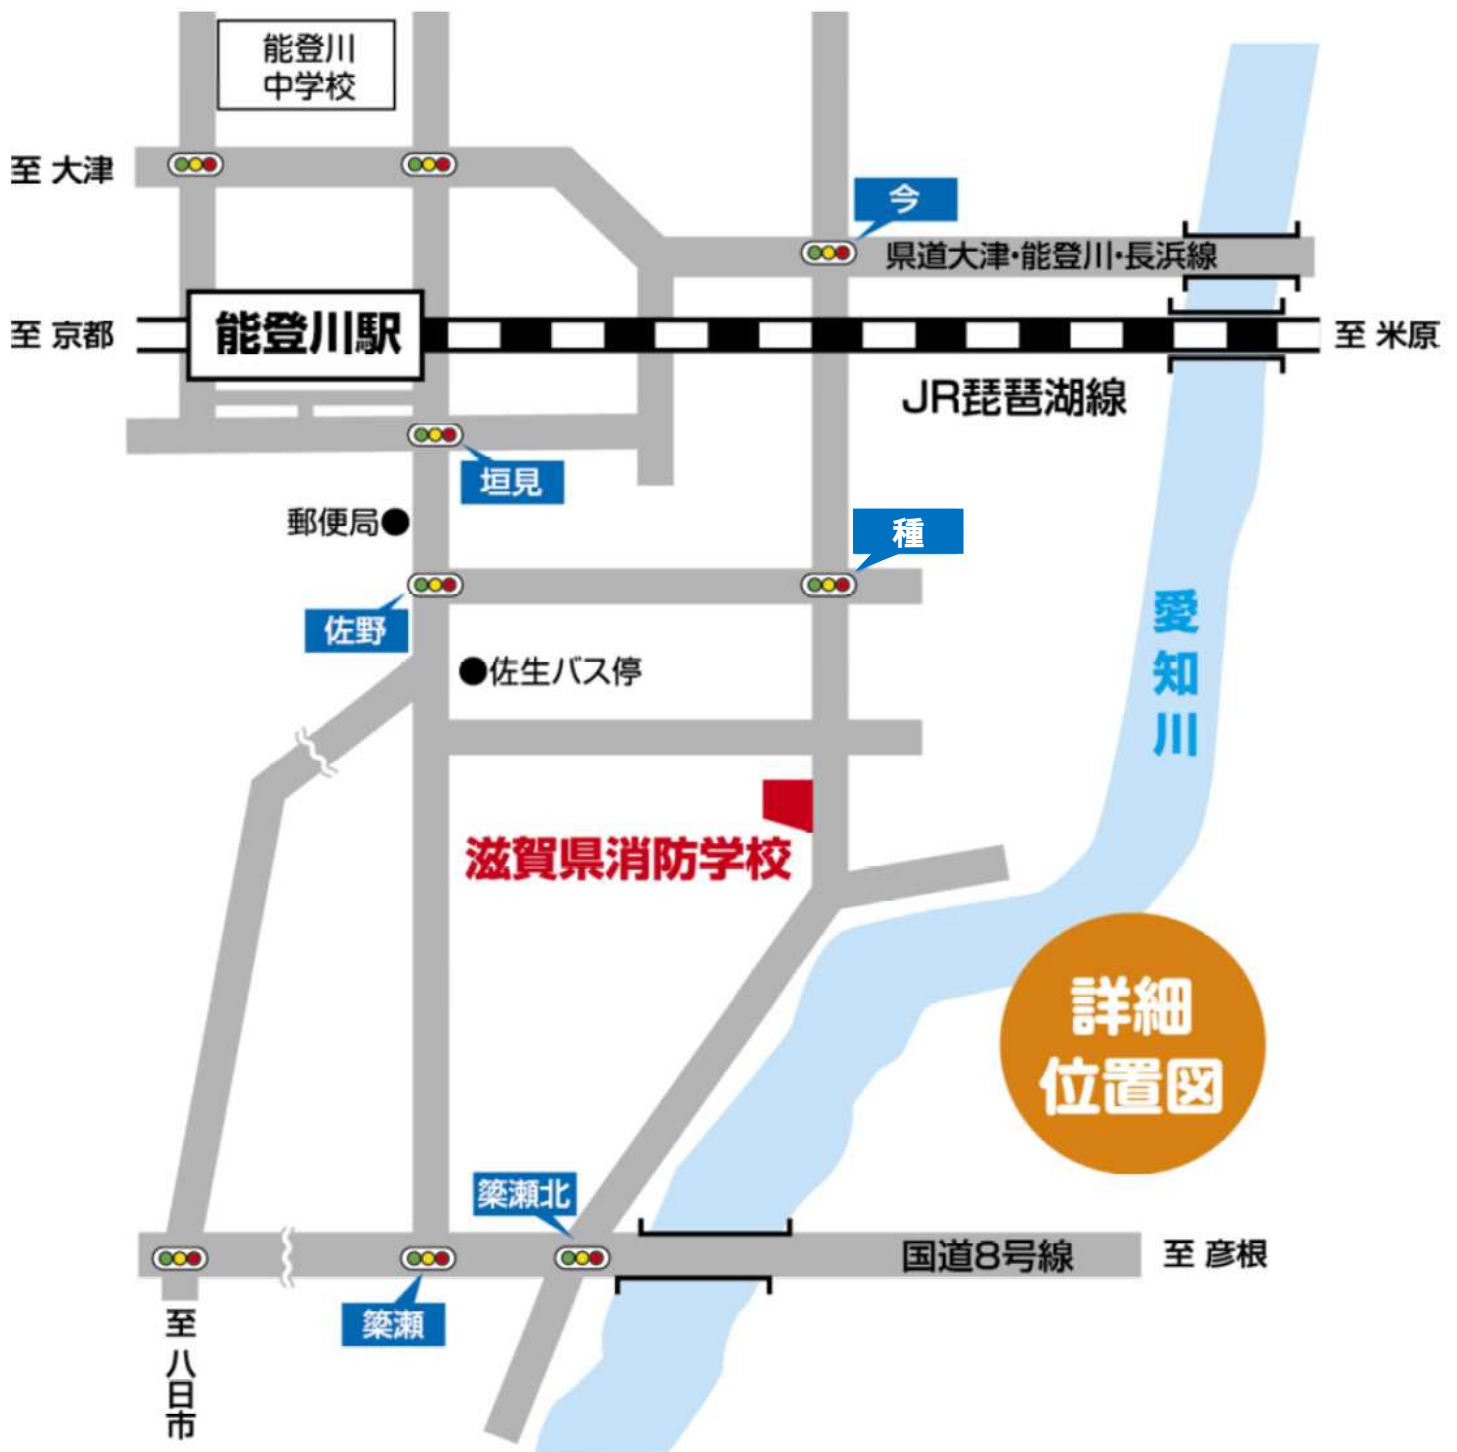 能登川
中学校
至 大津
今
県道大津・能登川・長浜線
至 京都
能登川駅
至 米原
JR琵琶湖線
垣見
郵便局●
種
佐野
愛知川
●佐生バス停
滋賀県消防学校
詳細
位置図
簗瀬北
国道8号線
至 彦根
簗瀬
至 八日市